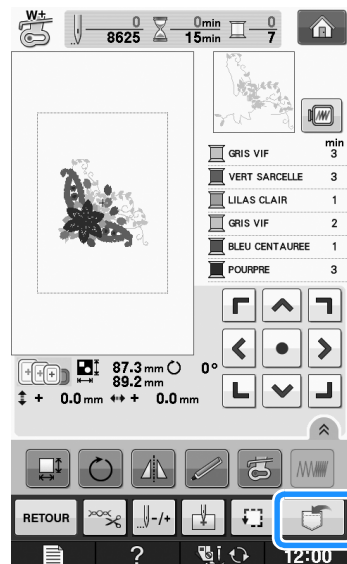 W+
0
8625
0min
15min
0
7
min
GRIS VIF 3
VERT SARCELLE 3
LILAS CLAIR 1
GRIS VIF 2
BLEU CENTAUREE 1
POURPRE 3
87.3 mm 0°
89.2 mm
+ 0.0 mm + 0.0 mm
RETOUR -/+
? 12:00